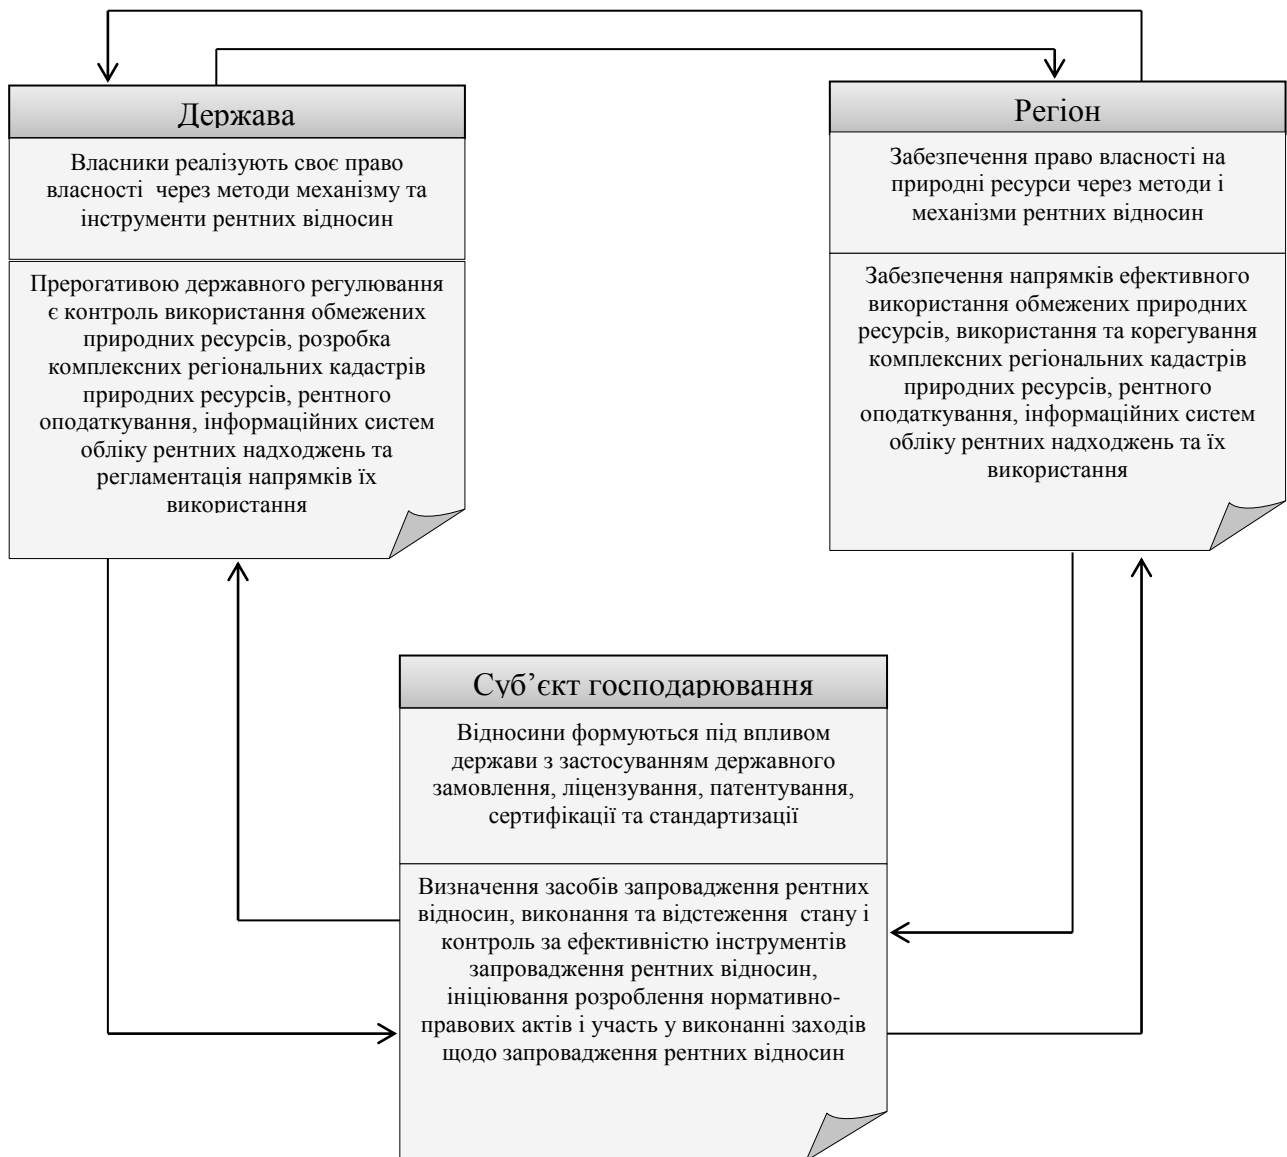 Держава
Власники реалізують своє право
власності через методи механізму та
інструменти рентних відносин
Прерогативою державного регулювання
є контроль використання обмежених
природних ресурсів, розробка
комплексних регіональних кадастрів
природних ресурсів, рентного
оподаткування, інформаційних систем
обліку рентних надходжень та
регламентація напрямків їх
використання
Регіон
Забезпечення право власності на
природні ресурси через методи і
механізми рентних відносин
Забезпечення напрямків ефективного
використання обмежених природних
ресурсів, використання та корегування
комплексних регіональних кадастрів
природних ресурсів, рентного
оподаткування, інформаційних систем
обліку рентних надходжень та їх
використання
Суб’єкт господарювання
Відносини формуються під впливом
держави з застосуванням державного
замовлення, ліцензування, патентування,
сертифікації та стандартизації
Визначення засобів запровадження рентних
відносин, виконання та відстеження стану і
контроль за ефективністю інструментів
запровадження рентних відносин,
ініціювання розроблення нормативно-
правових актів і участь у виконанні заходів
щодо запровадження рентних відносин